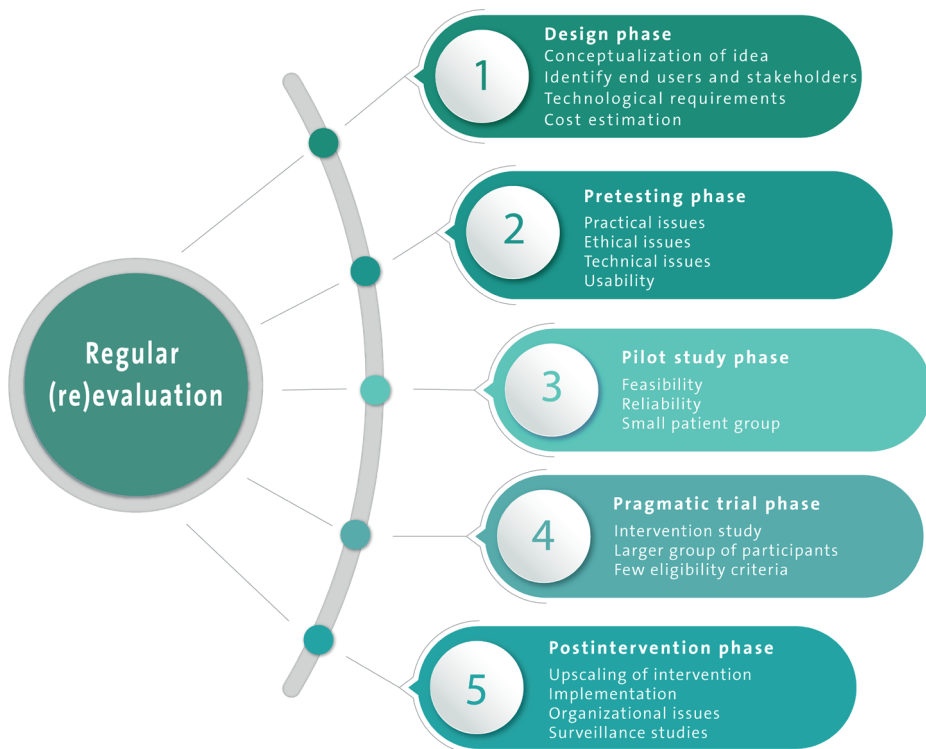 Regular
(re)evaluation
1
Design phase
Conceptualization of idea
Identify end users and stakeholders
Technological requirements
Cost estimation
2
Pretesting phase
Practical issues
Ethical issues
Technical issues
Usability
3
Pilot study phase
Feasibility
Reliability
Small patient group
4
Pragmatic trial phase
Intervention study
Larger group of participants
Few eligibility criteria
5
Postintervention phase
Upscaling of intervention
Implementation
Organizational issues
Surveillance studies